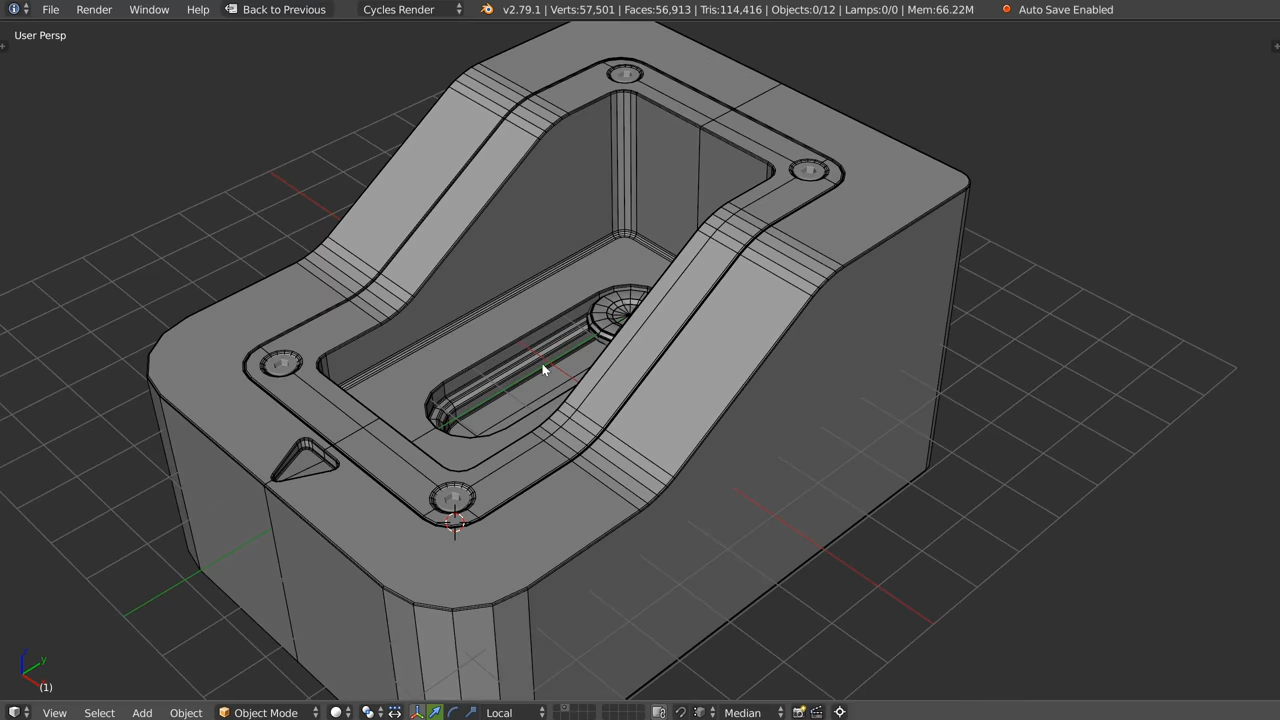 File Render Window Help Back to Previous Cycles Render v2.79.1 | Verts:57,501 | Faces:56,913 | Tris:114,416 | Objects:0/12 | Lamps:0/0 | Mem:66.22M Auto Save Enabled
User Persp
z
y
(1)
View Select Add Object Object Mode Local Median